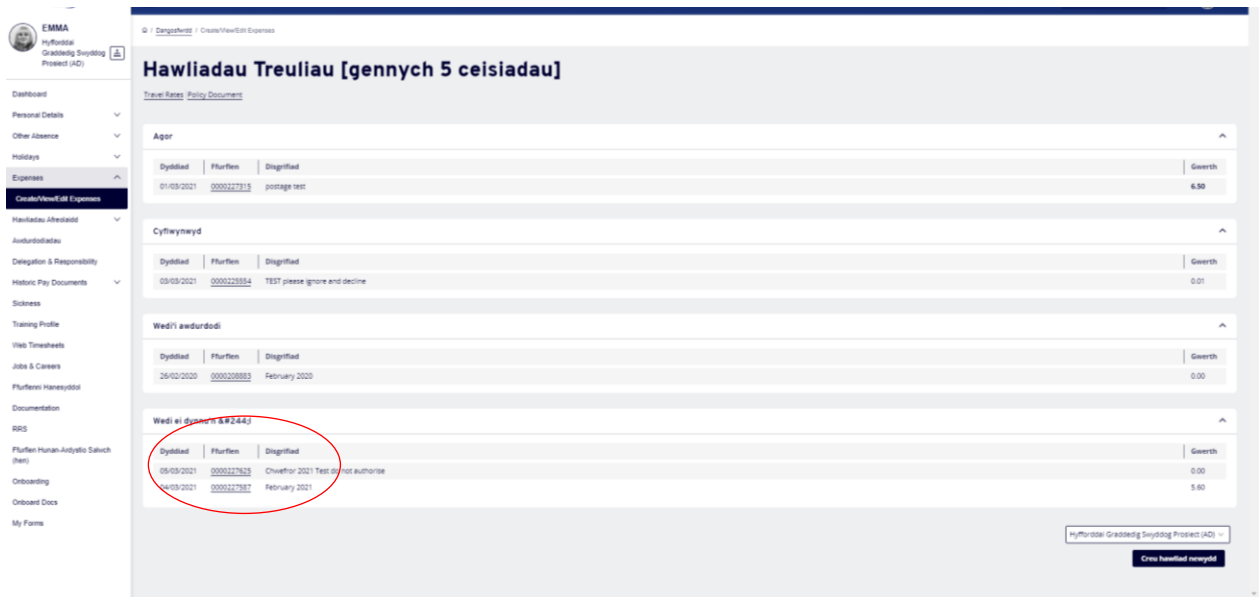 EMMA
Hyfforddai
Graddedig Swyddog
Prosiect (AD)
Dashboard
Personal Details
Other Absence
Holidays
Expenses
Create/View/Edit Expenses
Hawliadau Afreolaidd
Awdurdodiadau
Delegation & Responsibility
Historic Pay Documents
Sickness
Training Profile
Web Timesheets
Jobs & Careers
Ffurflenni Hanesyddol
Documentation
RRS
Ffurflen Hunan-Ardystio Salwch
(hen)
Onboarding
Onboard Docs
My Forms
/ Dangosfwrdd / Create/View/Edit Expenses
Hawliadau Treuliau [gennych 5 ceisiadau]
Travel Rates Policy Document
Agor
Dyddiad Ffurflen Disgrifiad Gwerth
01/03/2021 0000227315 postage test 6.50
Cyflwynwyd
Dyddiad Ffurflen Disgrifiad Gwerth
03/03/2021 0000225554 TEST please ignore and decline 0.01
Wedi'i awdurdodi
Dyddiad Ffurflen Disgrifiad Gwerth
26/02/2020 0000208883 February 2020 0.00
Wedi ei dynnu'n &#244;l
Dyddiad Ffurflen Disgrifiad Gwerth
05/03/2021 0000227625 Chwefror 2021 Test do not authorise 0.00
04/03/2021 0000227587 February 2021 5.60
Hyfforddai Graddedig Swyddog Prosiect (AD)
Creu hawliad newydd